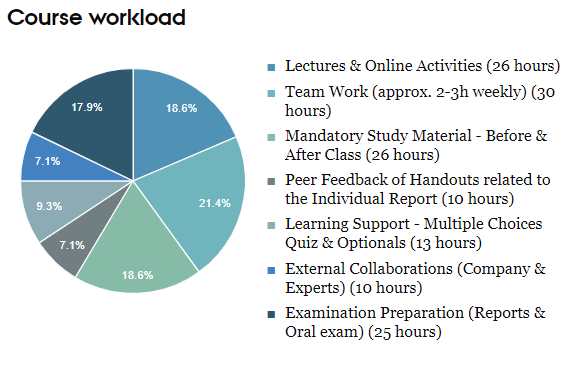 Course workload
18.6%
21.4%
18.6%
7.1%
9.3%
7.1%
17.9%
Lectures & Online Activities (26 hours)
Team Work (approx. 2-3h weekly) (30
hours)
Mandatory Study Material - Before &
After Class (26 hours)
Peer Feedback of Handouts related to
the Individual Report (10 hours)
Learning Support - Multiple Choices
Quiz & Optionals (13 hours)
External Collaborations (Company &
Experts) (10 hours)
Examination Preparation (Reports &
Oral exam) (25 hours)